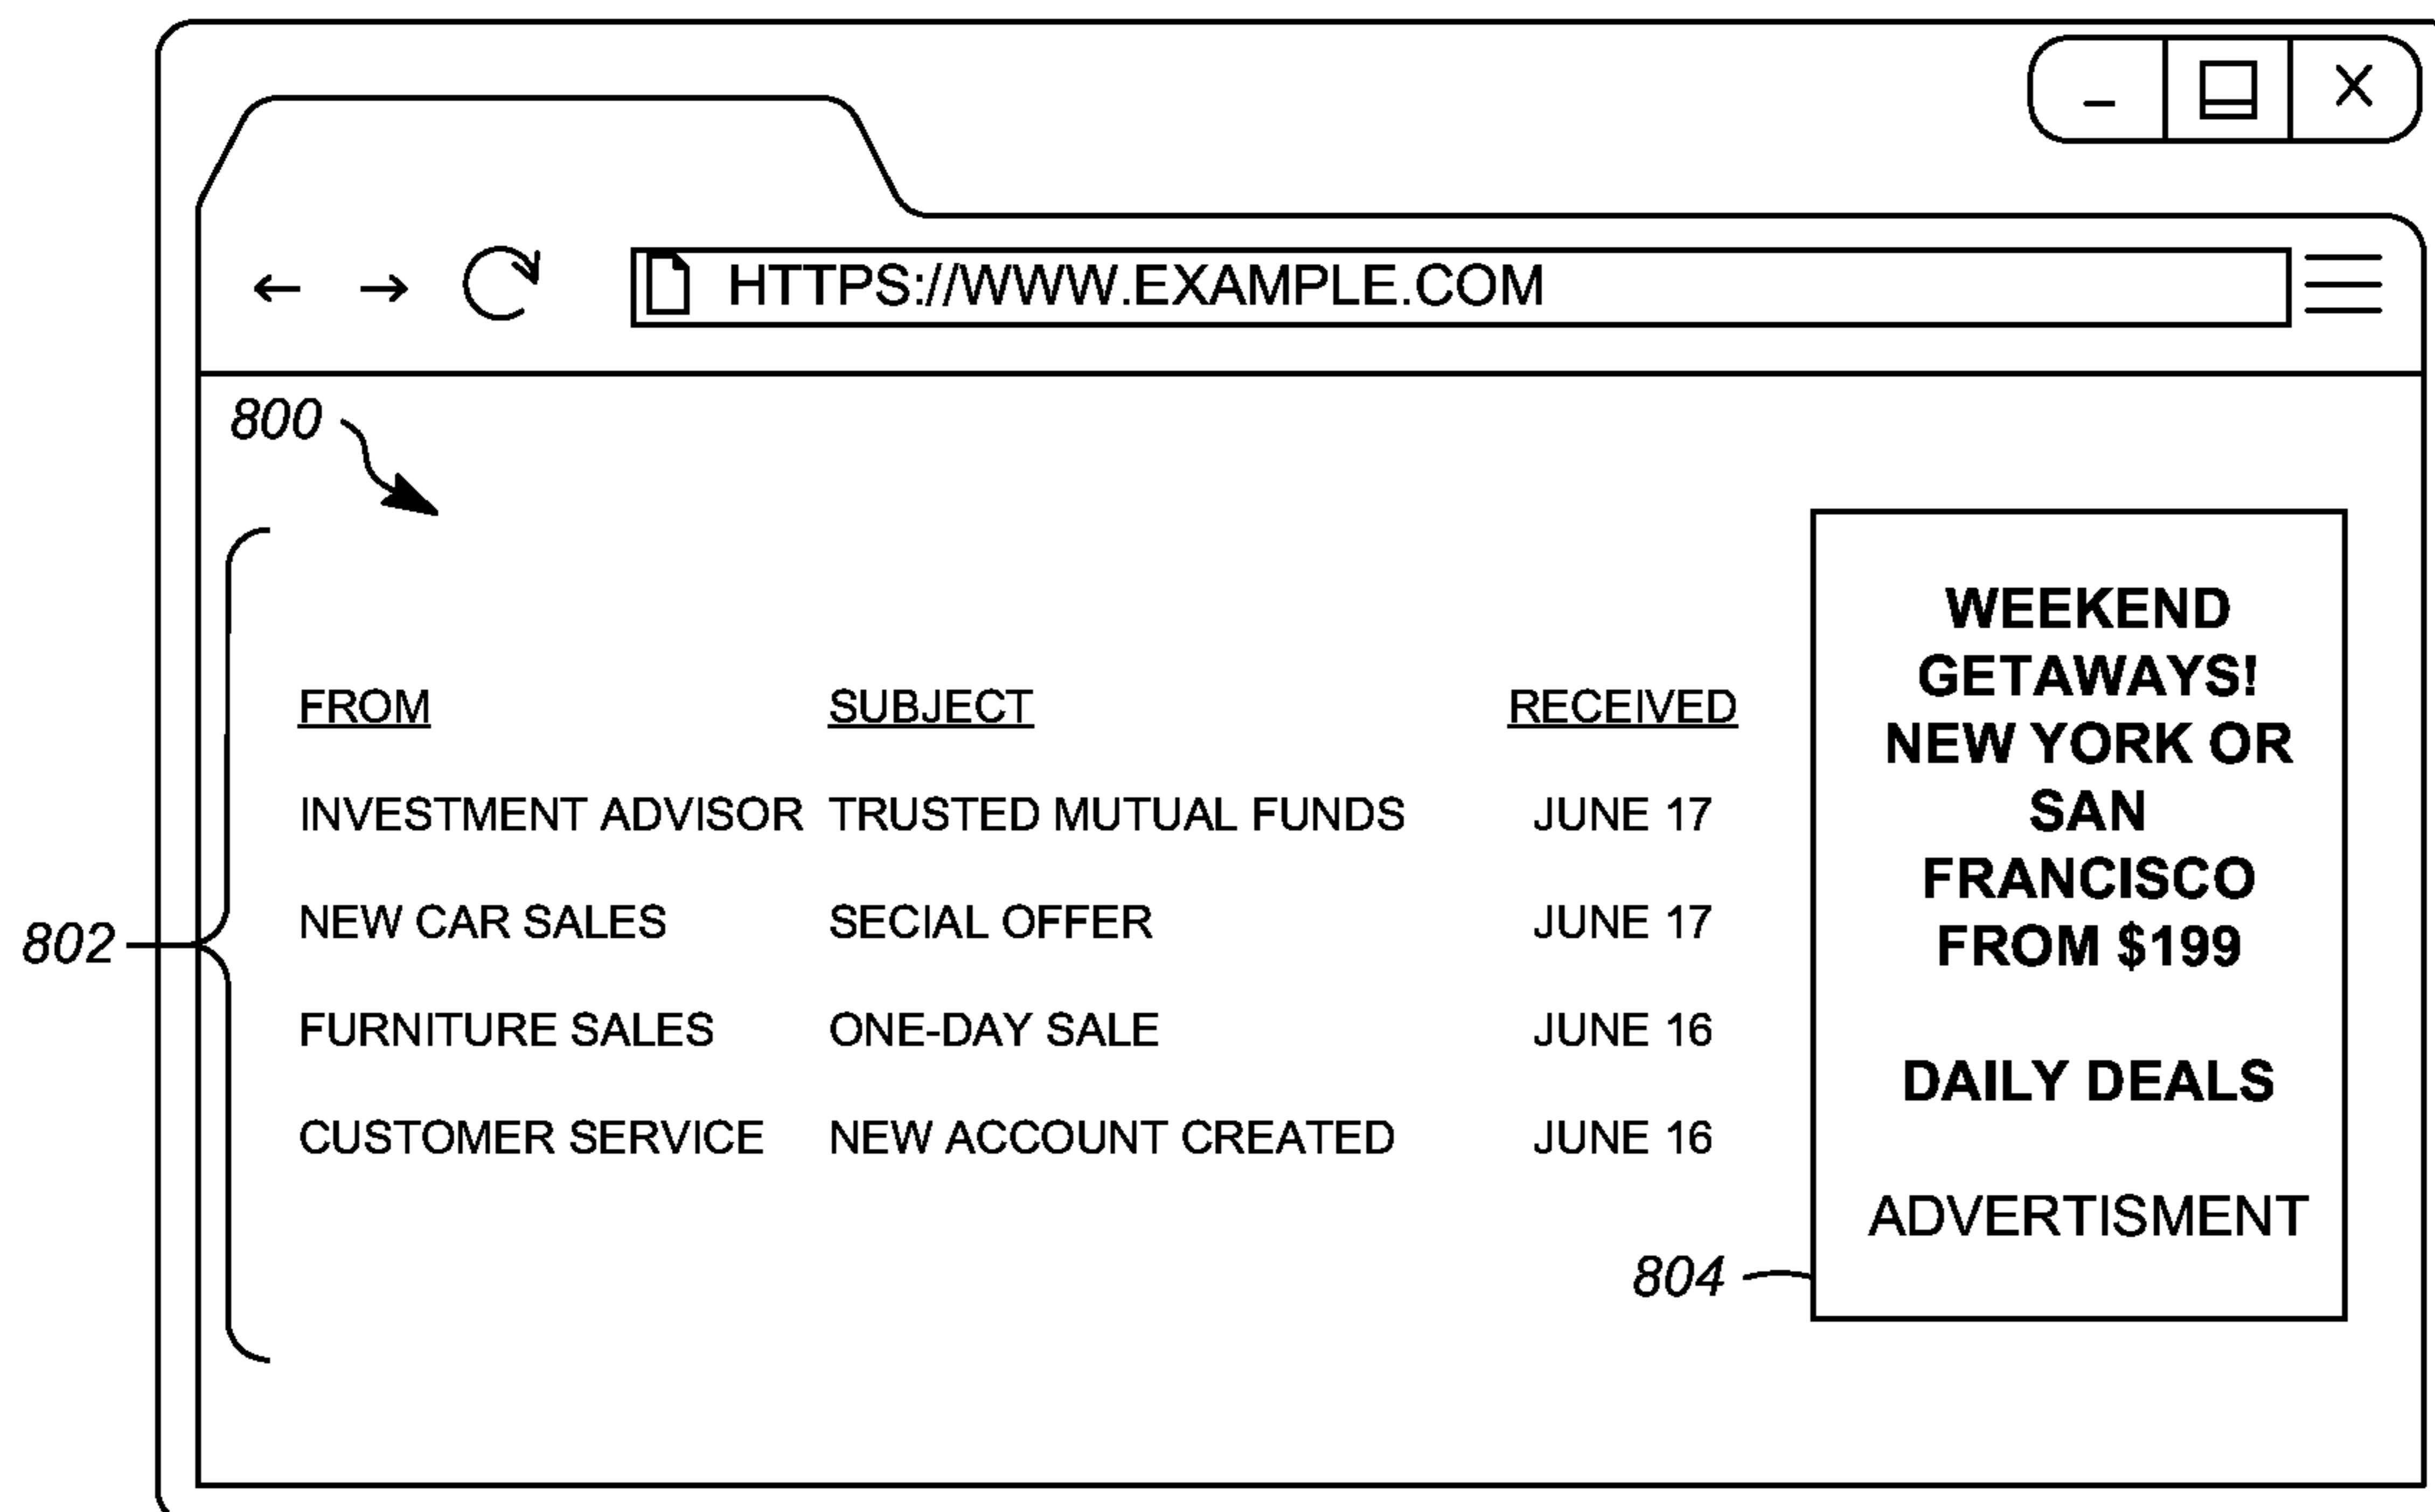 HTTPS://WWW.EXAMPLE.COM
800
FROM SUBJECT RECEIVED
INVESTMENT ADVISOR TRUSTED MUTUAL FUNDS JUNE 17
NEW CAR SALES SECIAL OFFER JUNE 17
802
FURNITURE SALES ONE-DAY SALE JUNE 16
CUSTOMER SERVICE NEW ACCOUNT CREATED JUNE 16
WEEKEND
GETAWAYS!
NEW YORK OR
SAN
FRANCISCO
FROM $199
DAILY DEALS
ADVERTISMENT
804